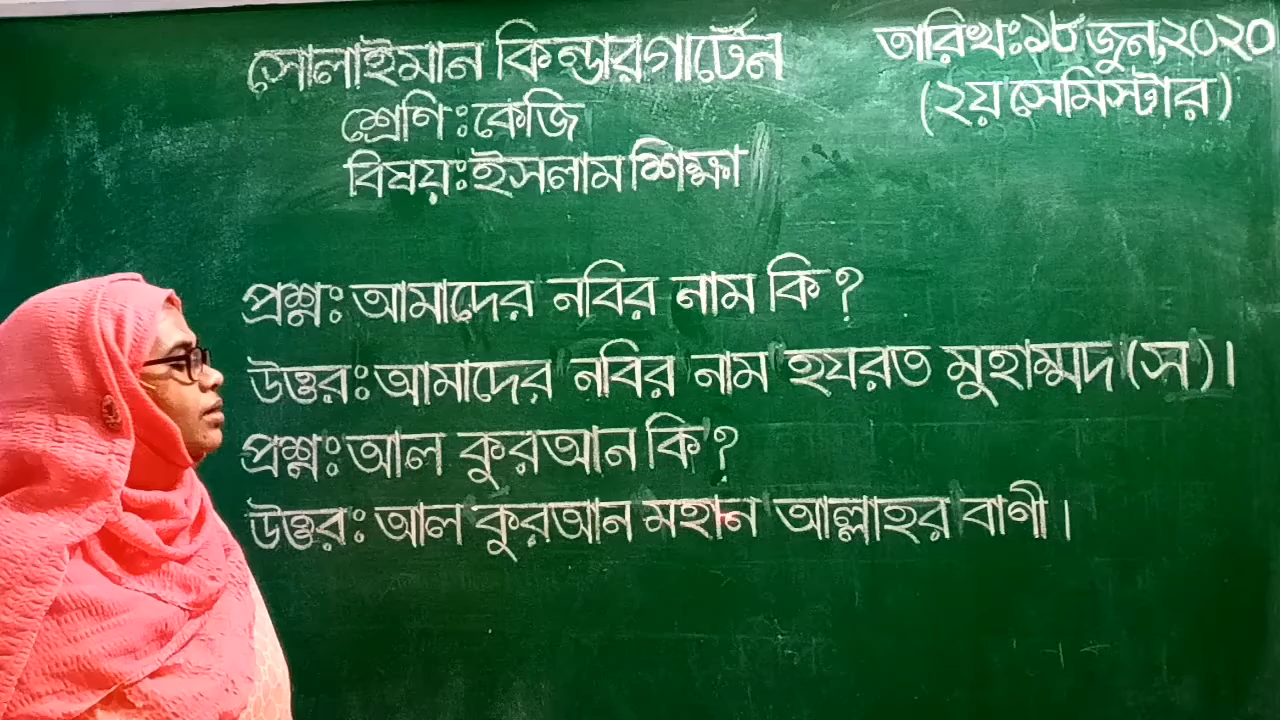 সোলাইমান কিন্ডারগার্টেন
তারিখঃ১৮ জুন,২০২০
(২য় সেমিস্টার)
শ্রেণিঃ কেজি
বিষয়ঃ ইসলাম শিক্ষা
প্রশ্নঃ আমাদের নবির নাম কি?
উত্তরঃ আমাদের নবির নাম হযরত মুহাম্মদ (স)।
প্রশ্নঃ আল কুরআন কি?
উত্তরঃ আল কুরআন মহান আল্লাহর বাণী।